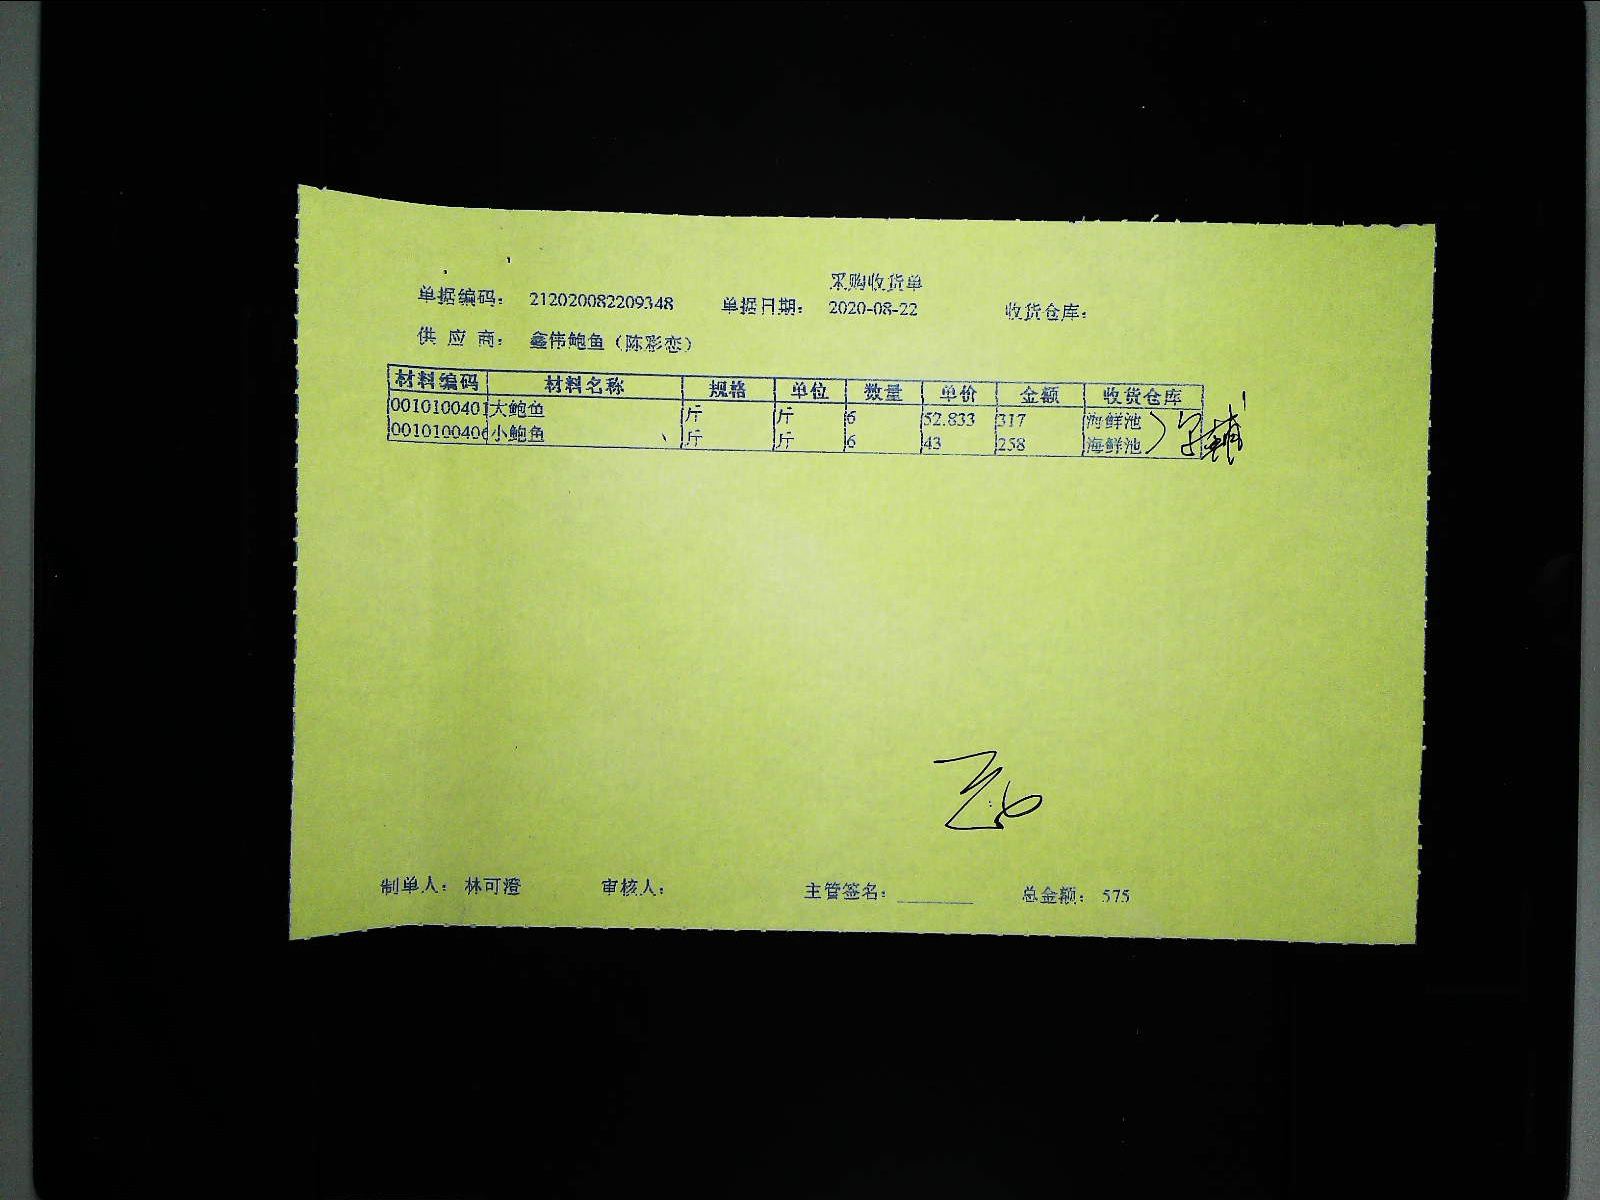 采购收货单
单据编码： 212020082209348 单据日期： 2020-08-22 收货仓库：
供 应 商： 鑫伟鲍鱼（陈彩恋）
材料编码 材料名称 规格 单位 数量 单价 金额 收货仓库
0010100401 大鲍鱼 斤 斤 6 52.833 317 海鲜池
0010100406 小鲍鱼 斤 斤 6 43 258 海鲜池
制单人： 林可澄 审核人： 主管签名： 总金额： 575